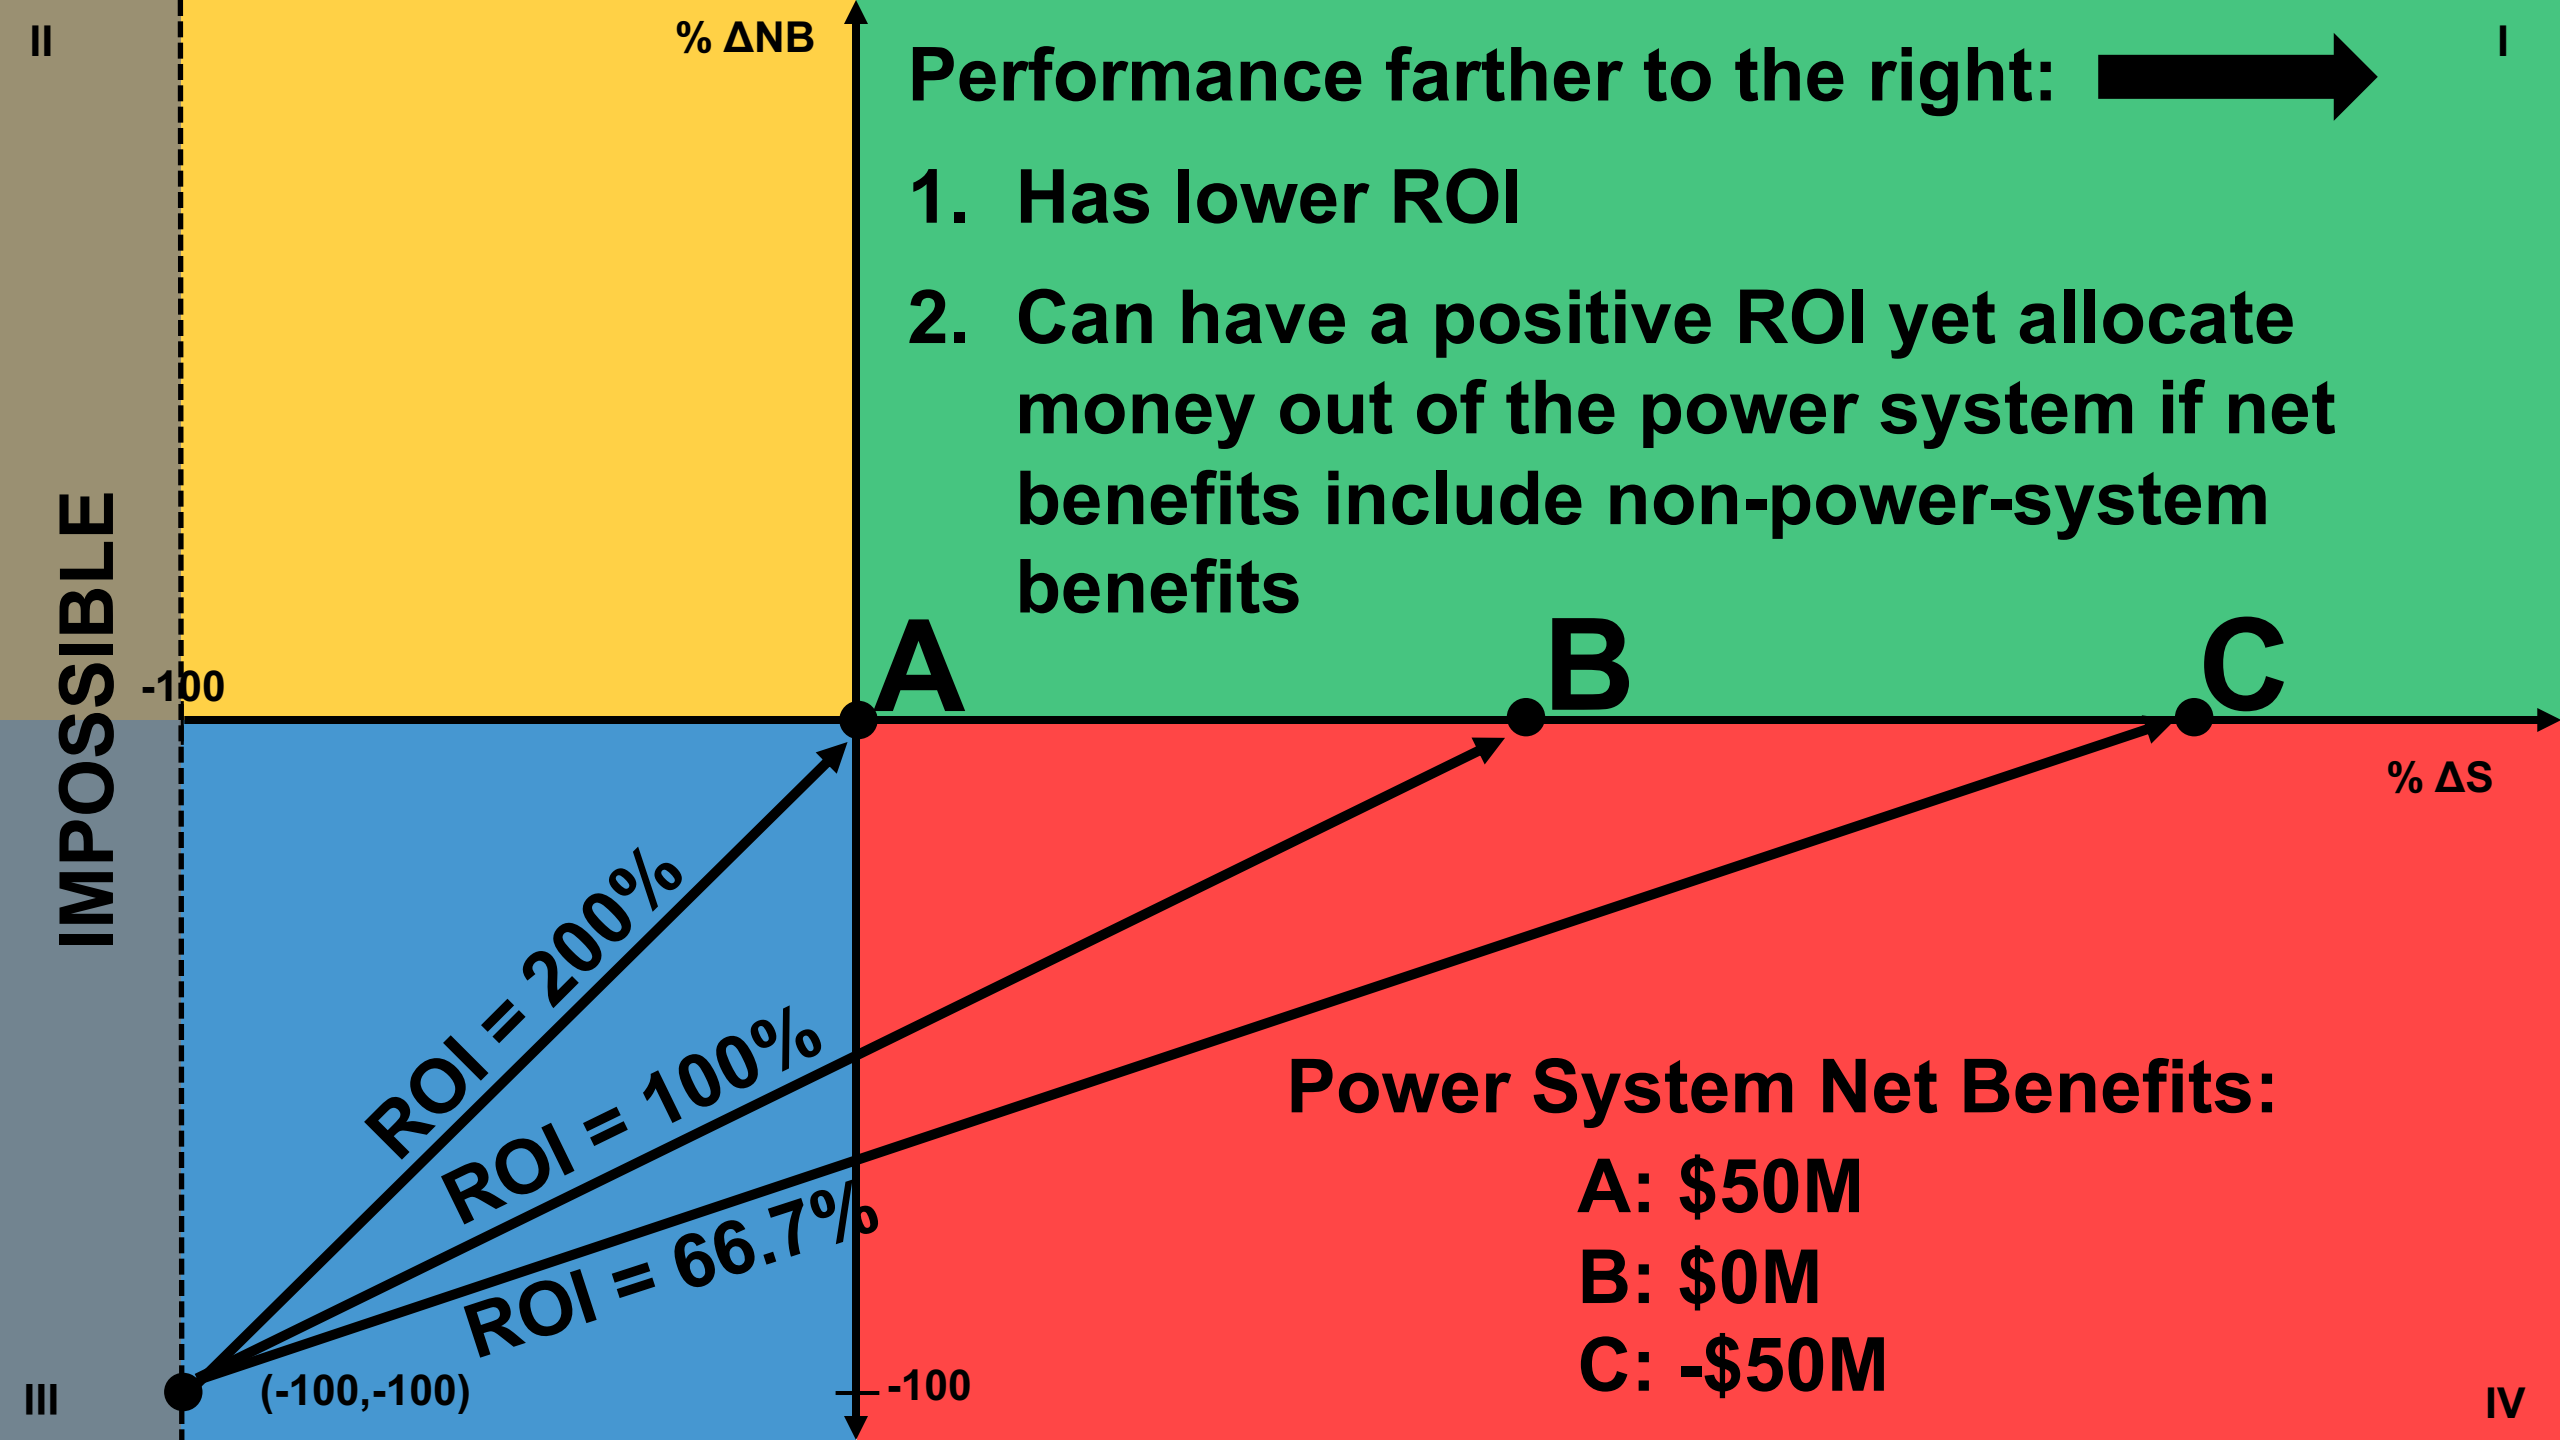 II
% ΔNB
I
Performance farther to the right:
1. Has lower ROI
2. Can have a positive ROI yet allocate
money out of the power system if net
benefits include non-power-system
benefits
IMPOSSIBLE
-100
A
B
C
% ΔS
ROI = 200%
ROI = 100%
ROI = 66.7%
Power System Net Benefits:
A: $50M
B: $0M
C: -$50M
III
(-100,-100)
-100
IV